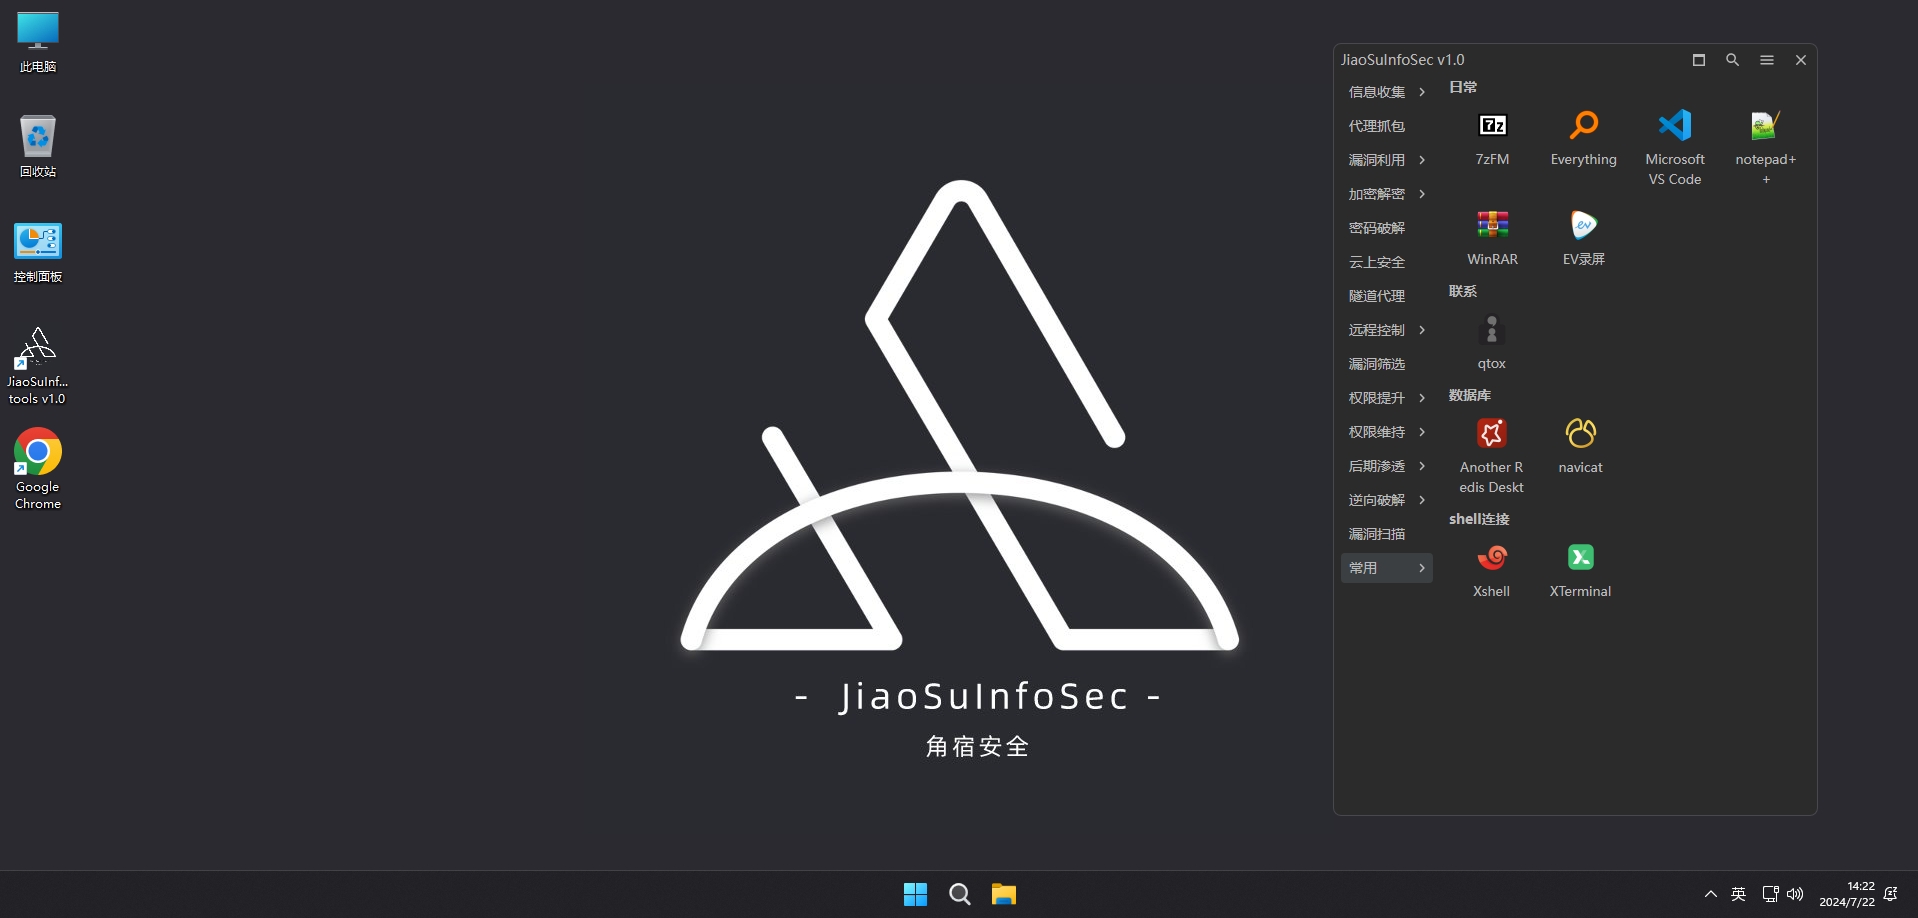 此电脑
回收站
控制面板
JiaoSuInf...
tools v1.0
Google
Chrome
- JiaoSuInfoSec -
角宿安全
JiaoSuInfoSec v1.0
信息收集
代理抓包
漏洞利用
加密解密
密码破解
云上安全
隧道代理
远程控制
漏洞筛选
权限提升
权限维持
后期渗透
逆向破解
漏洞扫描
常用
日常
7z
7zFM
Everything
Microsoft
VS Code
notepad+
+
WinRAR
ev
EV录屏
联系
qtox
数据库
Another R
edis Deskt
navicat
shell连接
Xshell
X
XTerminal
英
14:22
2024/7/22